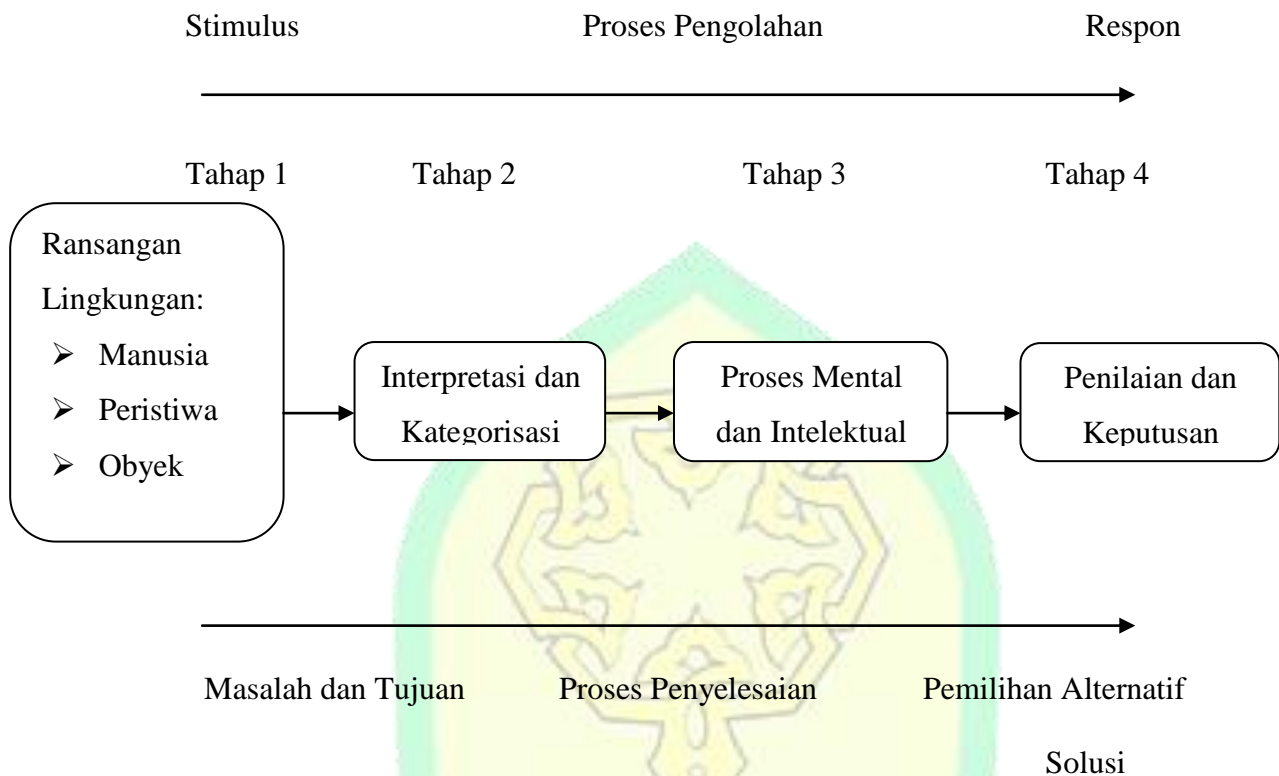 Stimulus Proses Pengolahan Respon
Tahap 1 Tahap 2 Tahap 3 Tahap 4
Ransangan
Lingkungan:
➢ Manusia
➢ Peristiwa
➢ Obyek
Interpretasi dan
Kategorisasi
Proses Mental
dan Intelektual
Penilaian dan
Keputusan
Masalah dan Tujuan Proses Penyelesaian Pemilihan Alternatif
Solusi